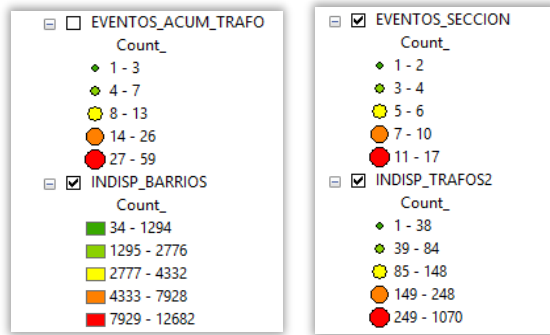 EVENTOS_ACUM_TRAFO
Count_
1 - 3
4 - 7
8 - 13
14 - 26
27 - 59
INDISP_BARRIOS
Count_
34 - 1294
1295 - 2776
2777 - 4332
4333 - 7928
7929 - 12682
EVENTOS_SECCION
Count_
1 - 2
3 - 4
5 - 6
7 - 10
11 - 17
INDISP_TRAFOS2
Count_
1 - 38
39 - 84
85 - 148
149 - 248
249 - 1070